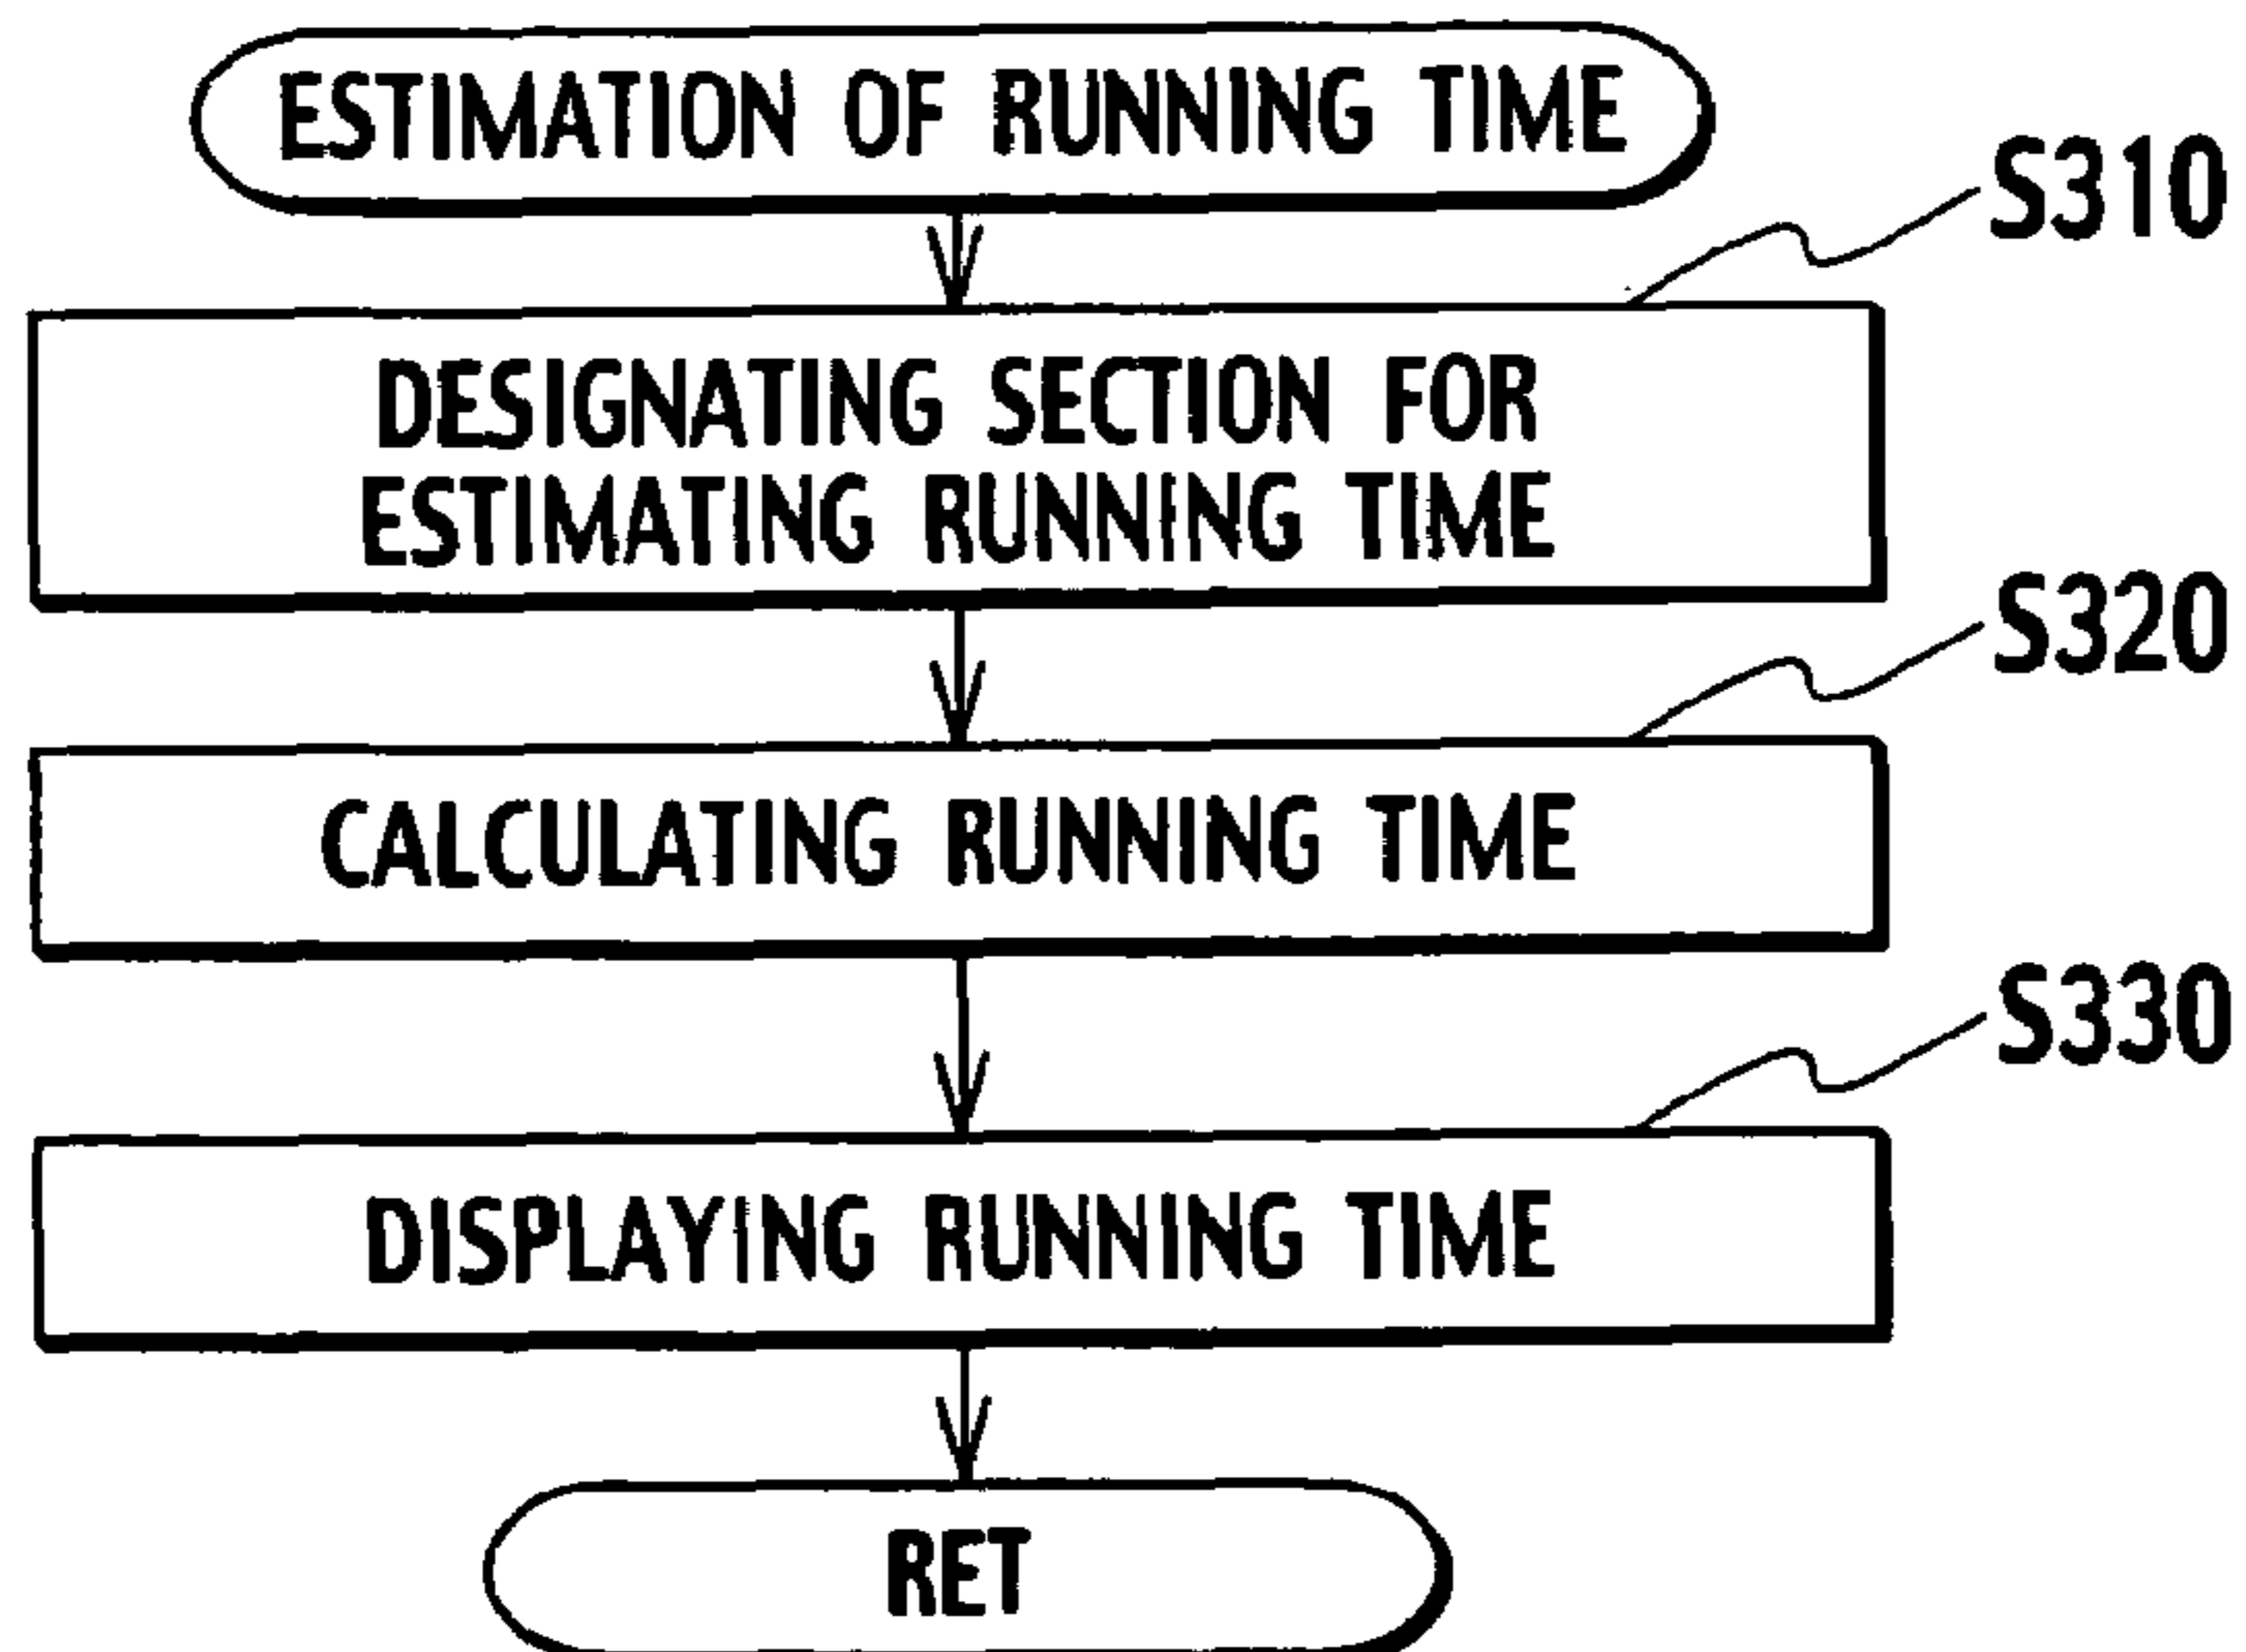 ESTIMATION OF RUNNING TIME
S310
DESIGNATING SECTION FOR
ESTIMATING RUNNING TIME
S320
CALCULATING RUNNING TIME
S330
DISPLAYING RUNNING TIME
RET